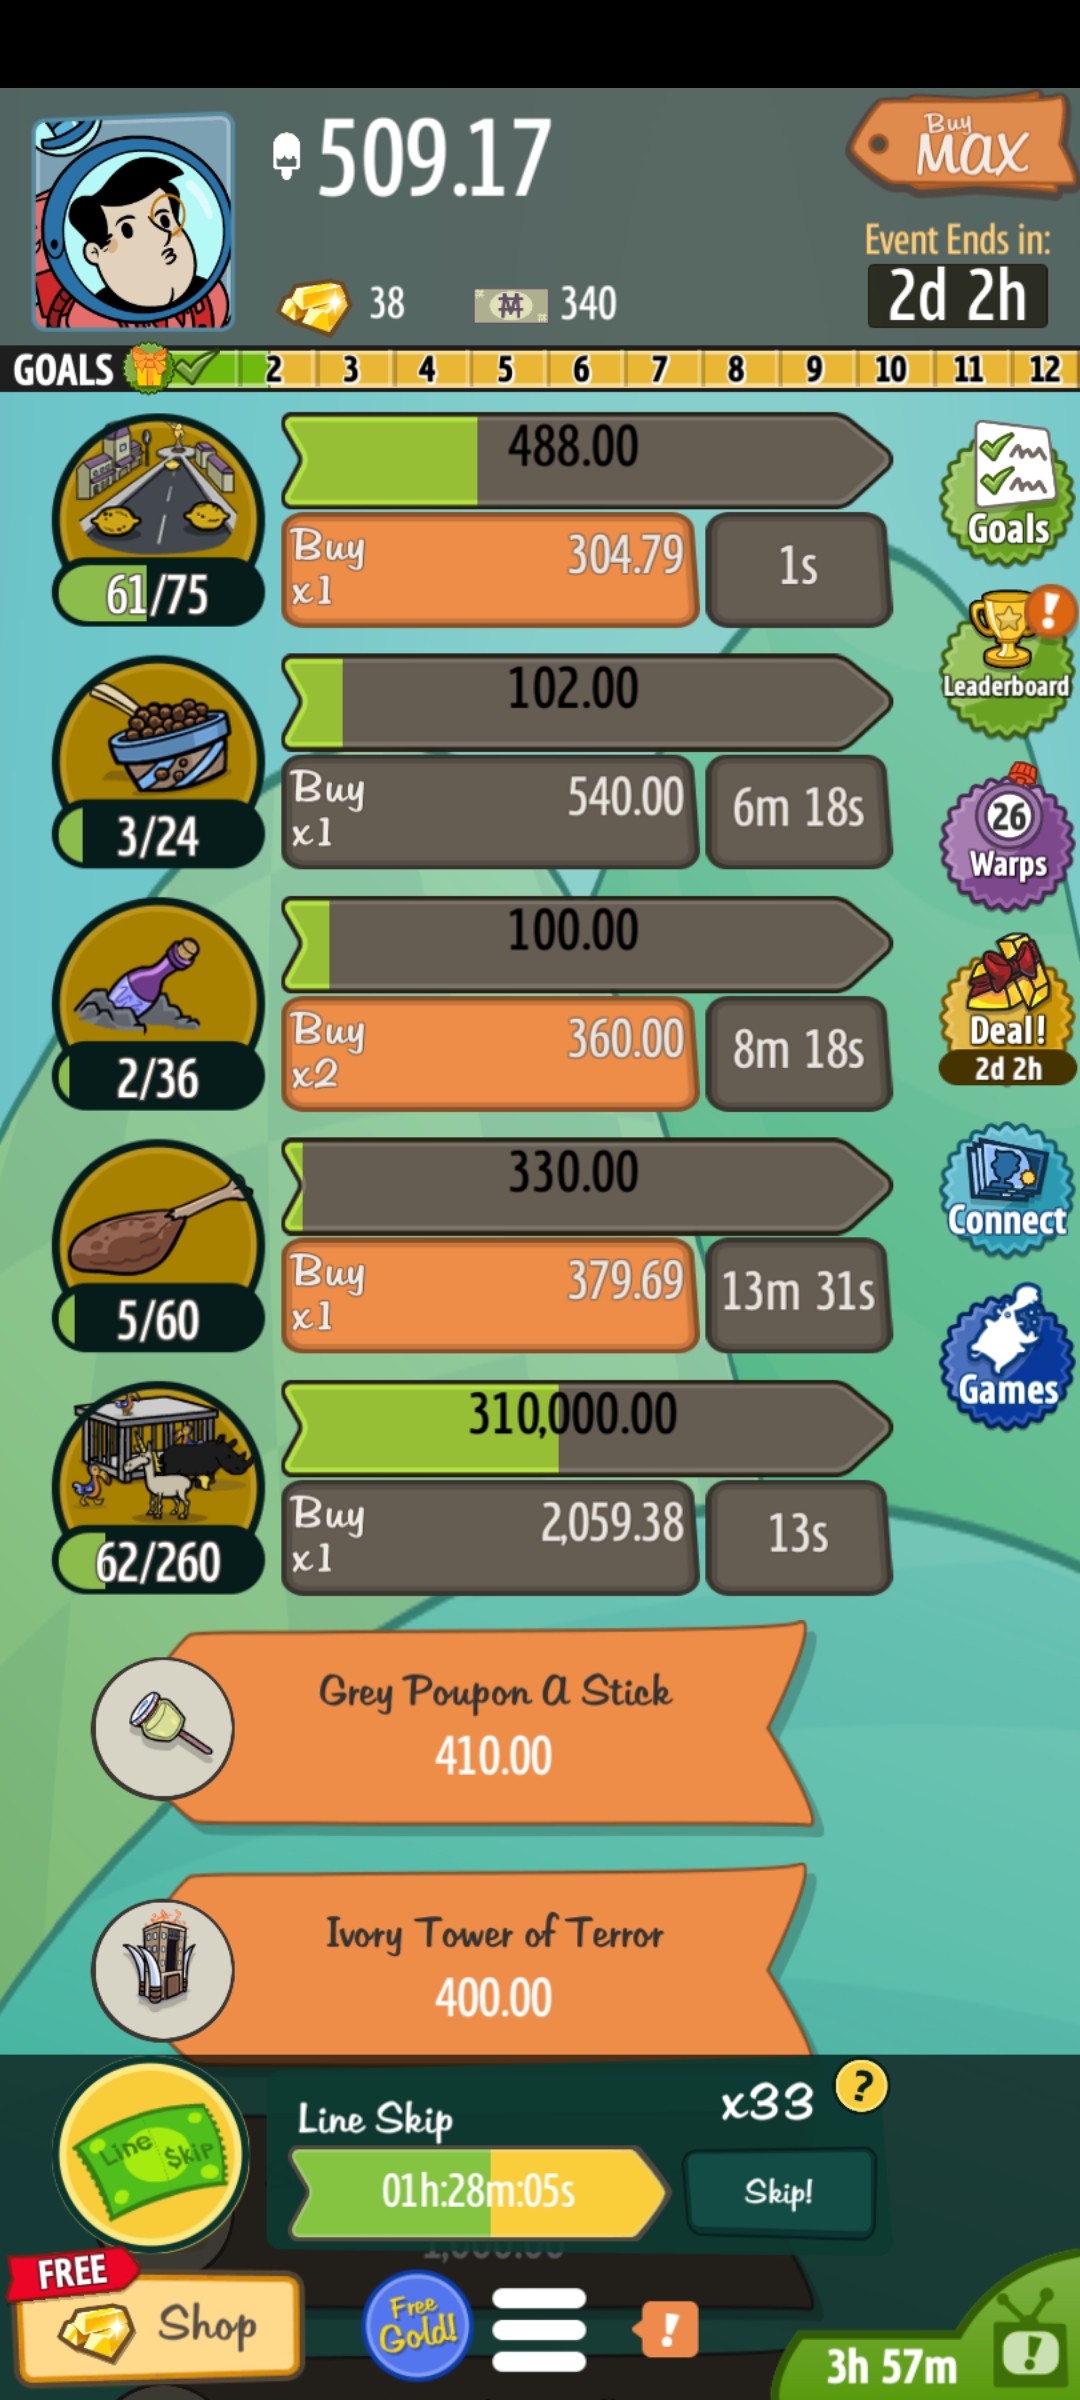 509.17
Buy
MAX
Event Ends in:
2d 2h
38
340
GOALS 2 3 4 5 6 7 8 9 10 11 12
488.00
61/75
Buy
x1
304.79
1s
Goals
102.00
3/24
Buy
x1
540.00
6m 18s
Leaderboard
26
Warps
100.00
2/36
Buy
x2
360.00
8m 18s
Deal!
2d 2h
330.00
5/60
Buy
x1
379.69
13m 31s
Connect
Games
310,000.00
62/260
Buy
x1
2,059.38
13s
Grey Poupon A Stick
410.00
Ivory Tower of Terror
400.00
Line $kip
Line Skip
x33
?
01h:28m:05s
Skip!
FREE
Shop
Free
Gold!
!
3h 57m